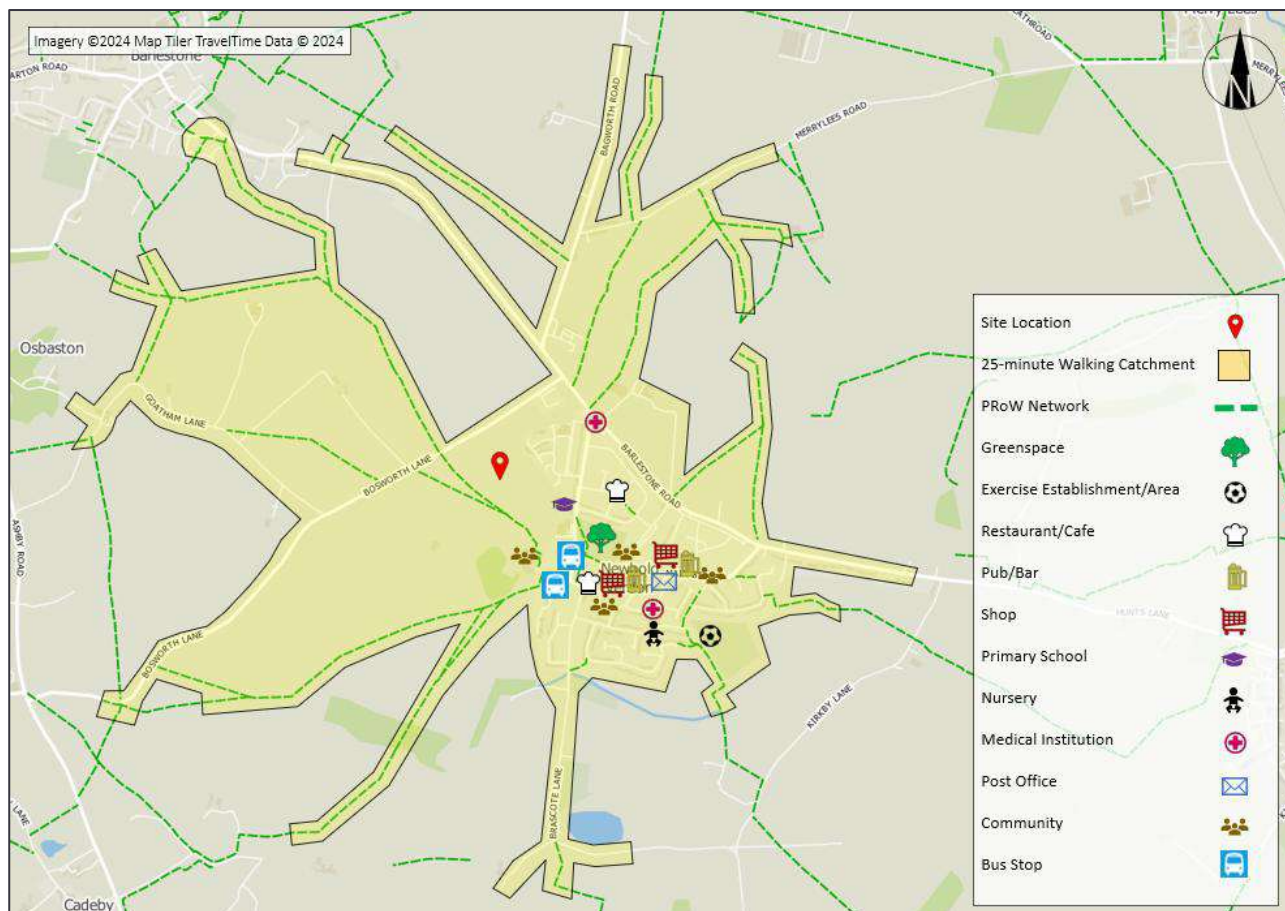 Imagery ©2024 Map Tiler TravelTime Data © 2024
Barlestone
BARTON ROAD
MERRYLEES ROAD
BAGWORTH ROAD
Osbaston
GOATHAM LANE
BOSWORTH LANE
BARLESTONE ROAD
ASHBY ROAD
BOSWORTH LANE
HUNTS LANE
KIRKBY LANE
BRASCOTE LANE
LANE
Cadeby
N
Site Location
25-minute Walking Catchment
PRoW Network
Greenspace
Exercise Establishment/Area
Restaurant/Cafe
Pub/Bar
Shop
Primary School
Nursery
Medical Institution
Post Office
Community
Bus Stop